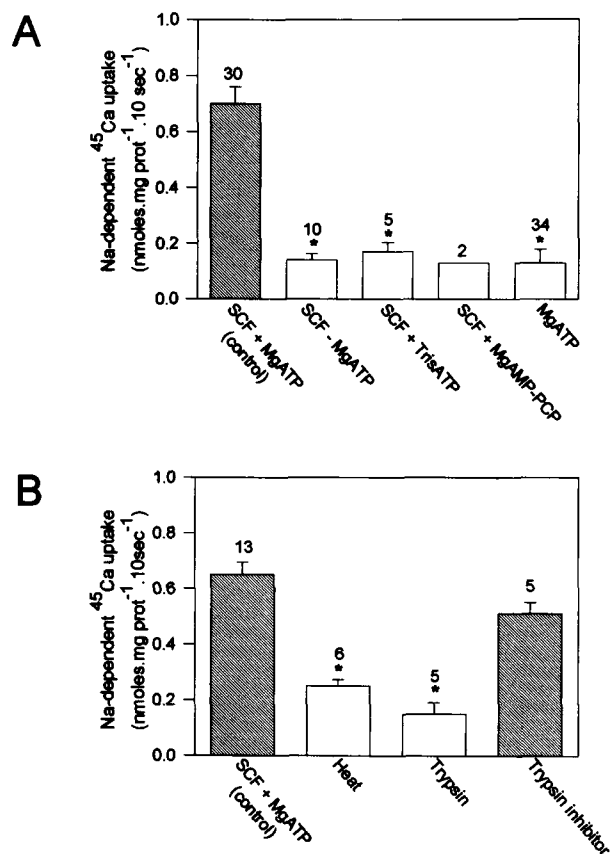 A
Na-dependent ⁴⁵Ca uptake
(nmoles.mg prot⁻¹.10 sec⁻¹)
1.0
0.8
0.6
0.4
0.2
0.0
30
10
*
5
*
2
34
*
SCF + MgATP
(control)
SCF - MgATP
SCF + TrisATP
SCF + MgAMP-PCP
MgATP
B
Na-dependent ⁴⁵Ca uptake
(nmoles.mg prot⁻¹.10sec⁻¹)
1.0
0.8
0.6
0.4
0.2
0.0
13
6
*
5
*
5
SCF + MgATP
(control)
Heat
Trypsin
Trypsin inhibitor